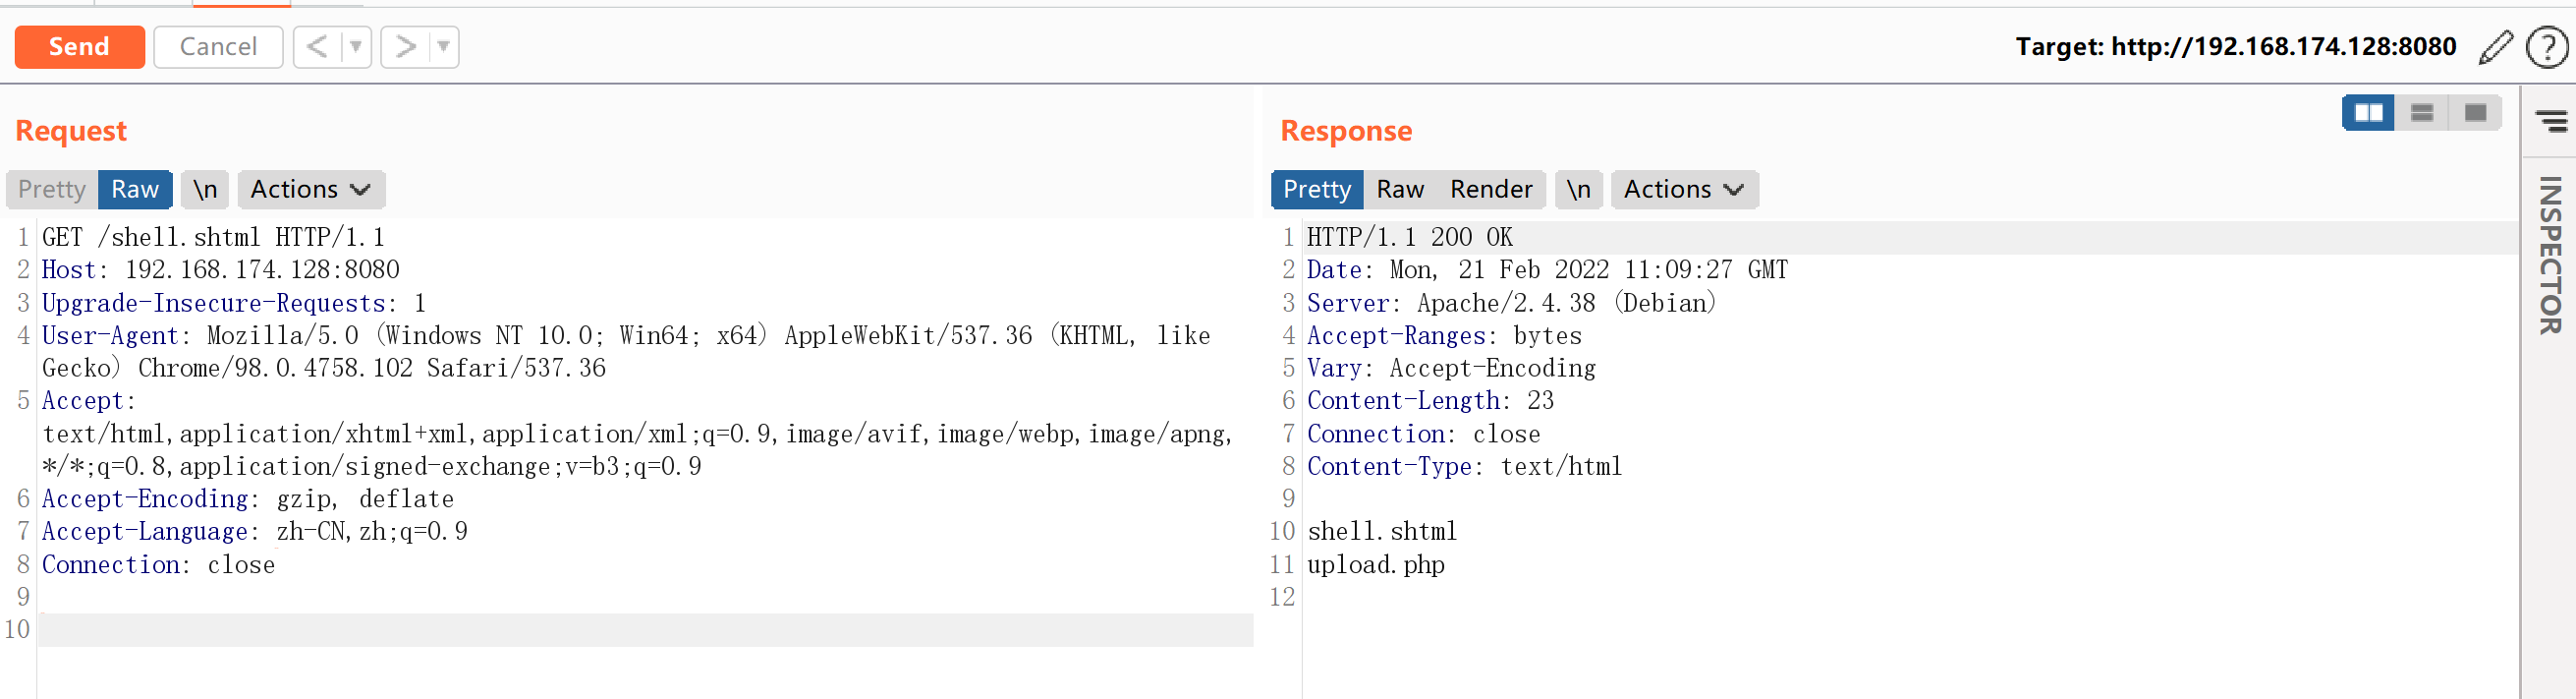 Send Cancel < >
Target: http://192.168.174.128:8080 ?
Request
Pretty Raw \n Actions
1 GET /shell.shtml HTTP/1.1
2 Host: 192.168.174.128:8080
3 Upgrade-Insecure-Requests: 1
4 User-Agent: Mozilla/5.0 (Windows NT 10.0; Win64; x64) AppleWebKit/537.36 (KHTML, like
Gecko) Chrome/98.0.4758.102 Safari/537.36
5 Accept:
text/html,application/xhtml+xml,application/xml;q=0.9,image/avif,image/webp,image/apng,
*/*;q=0.8,application/signed-exchange;v=b3;q=0.9
6 Accept-Encoding: gzip, deflate
7 Accept-Language: zh-CN,zh;q=0.9
8 Connection: close
9
10
Response
Pretty Raw Render \n Actions
1 HTTP/1.1 200 OK
2 Date: Mon, 21 Feb 2022 11:09:27 GMT
3 Server: Apache/2.4.38 (Debian)
4 Accept-Ranges: bytes
5 Vary: Accept-Encoding
6 Content-Length: 23
7 Connection: close
8 Content-Type: text/html
9
10 shell.shtml
11 upload.php
12
INSPECTOR